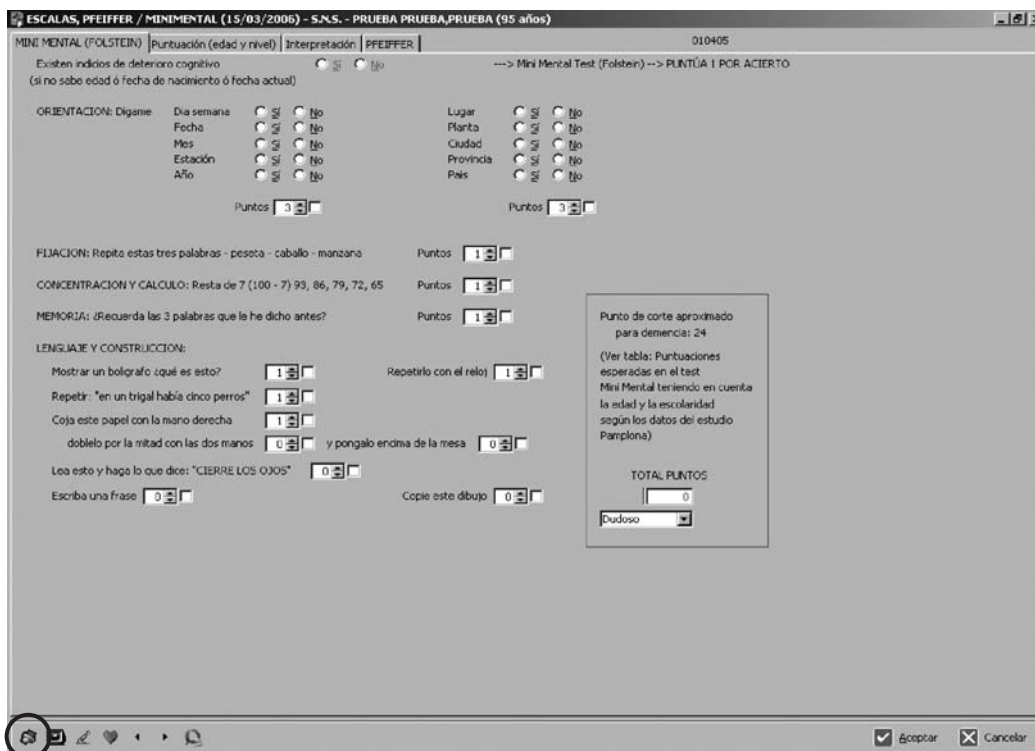 ESCALAS, PFEIFFER / MINIMENTAL (15/03/2006) - S.N.S. - PRUEBA PRUEBA,PRUEBA (95 años)
MINI MENTAL (FOLSTEIN) Puntuación (edad y nivel) Interpretación PFEIFFER 010405
Existen indicios de deterioro cognitivo Sí No ---> Mini Mental Test (Folstein) --> PUNTÚA 1 POR ACIERTO
(si no sabe edad ó fecha de nacimiento ó fecha actual)
ORIENTACION: Digame Dia semana Sí No Lugar Sí No
Fecha Sí No Planta Sí No
Mes Sí No Ciudad Sí No
Estación Sí No Provincia Sí No
Año Sí No Pais Sí No
Puntos 3 Puntos 3
FIJACION: Repita estas tres palabras - peseta - caballo - manzana Puntos 1
CONCENTRACION Y CALCULO: Resta de 7 (100 - 7) 93, 86, 79, 72, 65 Puntos 1
MEMORIA: ¿Recuerda las 3 palabras que le he dicho antes? Puntos 1
LENGUAJE Y CONSTRUCCION:
Mostrar un boligrafo ¿qué es esto? 1 Repetirlo con el reloj 1
Repetir: "en un trigal había cinco perros" 1
Coja este papel con la mano derecha 1
doblelo por la mitad con las dos manos 0 y pongalo encima de la mesa 0
Lea esto y haga lo que dice: "CIERRE LOS OJOS" 0
Escriba una frase 0 Copie este dibujo 0
Punto de corte aproximado
para demencia: 24
(Ver tabla: Puntuaciones
esperadas en el test
Mini Mental teniendo en cuenta
la edad y la escolaridad
según los datos del estudio
Pamplona)
TOTAL PUNTOS
0
Dudoso
Aceptar Cancelar